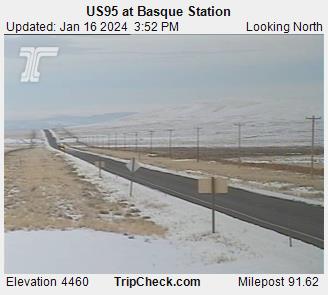 US95 at Basque Station
Updated: Jan 16 2024  3:52 PM Looking North
Elevation 4460 TripCheck.com Milepost 91.62